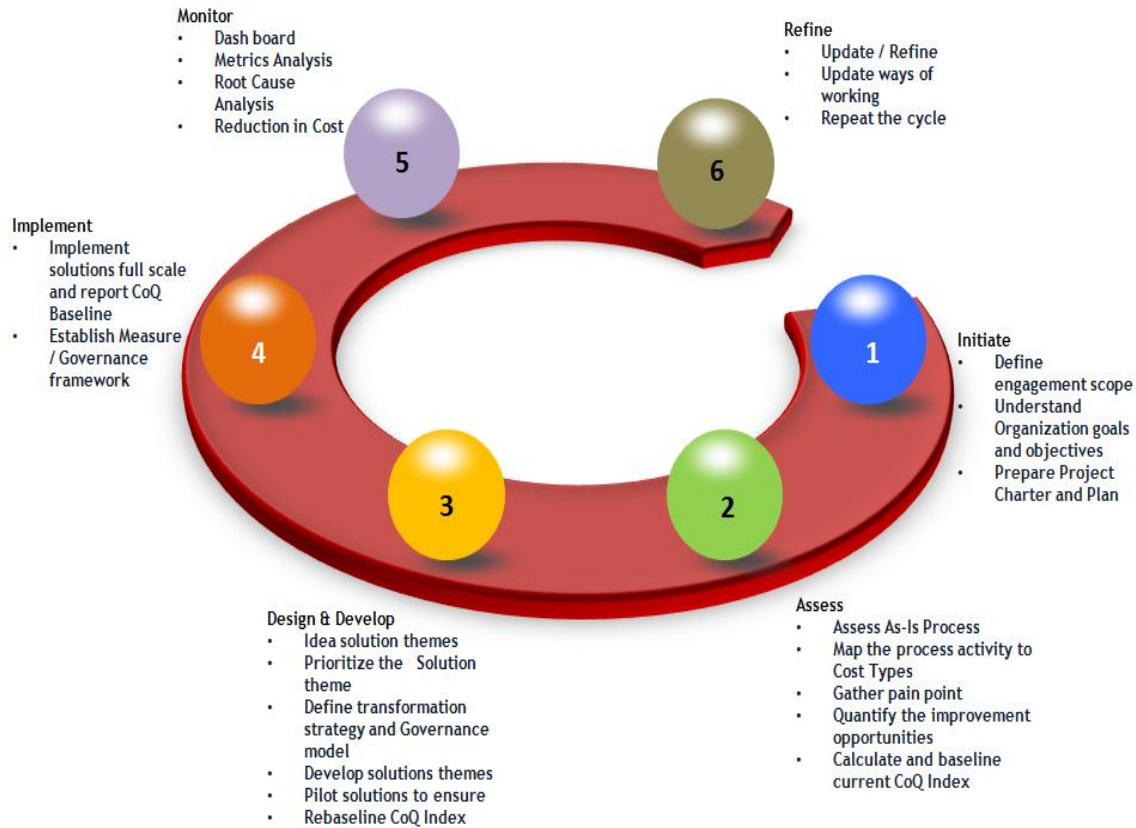 Monitor
• Dash board
• Metrics Analysis
• Root Cause
Analysis
• Reduction in Cost
Refine
• Update / Refine
• Update ways of
working
• Repeat the cycle
5
6
Implement
• Implement
solutions full scale
and report CoQ
Baseline
• Establish Measure
/ Governance
framework
4
1
Initiate
• Define
engagement scope
• Understand
Organization goals
and objectives
• Prepare Project
Charter and Plan
3
2
Design & Develop
• Idea solution themes
• Prioritize the Solution
theme
• Define transformation
strategy and Governance
model
• Develop solutions themes
• Pilot solutions to ensure
• Rebaseline CoQ Index
Assess
• Assess As-Is Process
• Map the process activity to
Cost Types
• Gather pain point
• Quantify the improvement
opportunities
• Calculate and baseline
current CoQ Index